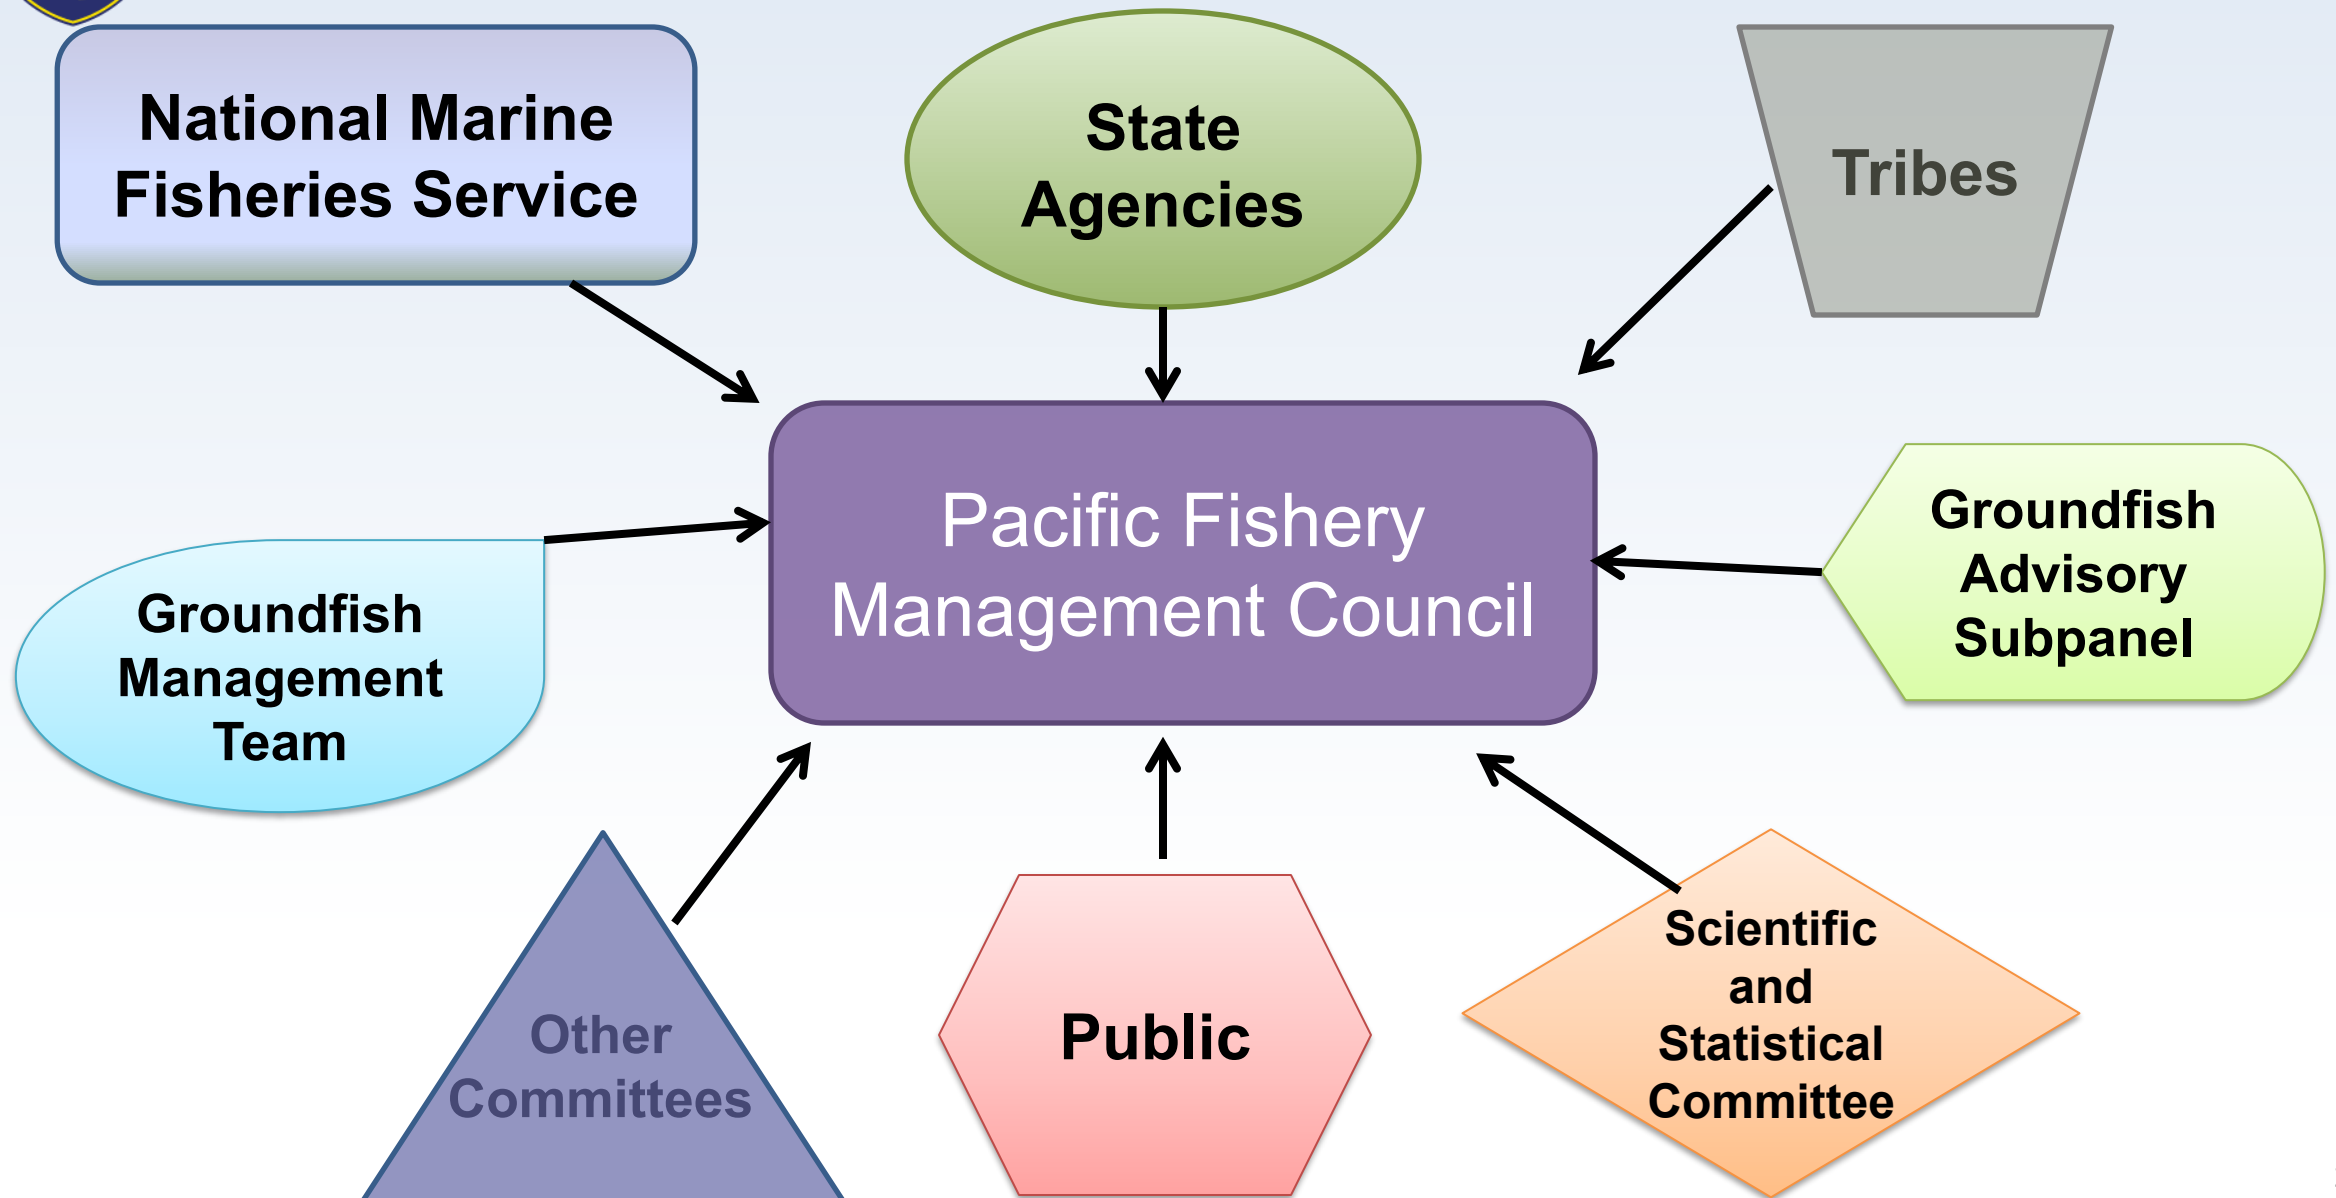 National Marine
Fisheries Service
State
Agencies
Tribes
Pacific Fishery
Management Council
Groundfish
Advisory
Subpanel
Groundfish
Management
Team
Other
Committees
Public
Scientific
and
Statistical
Committee